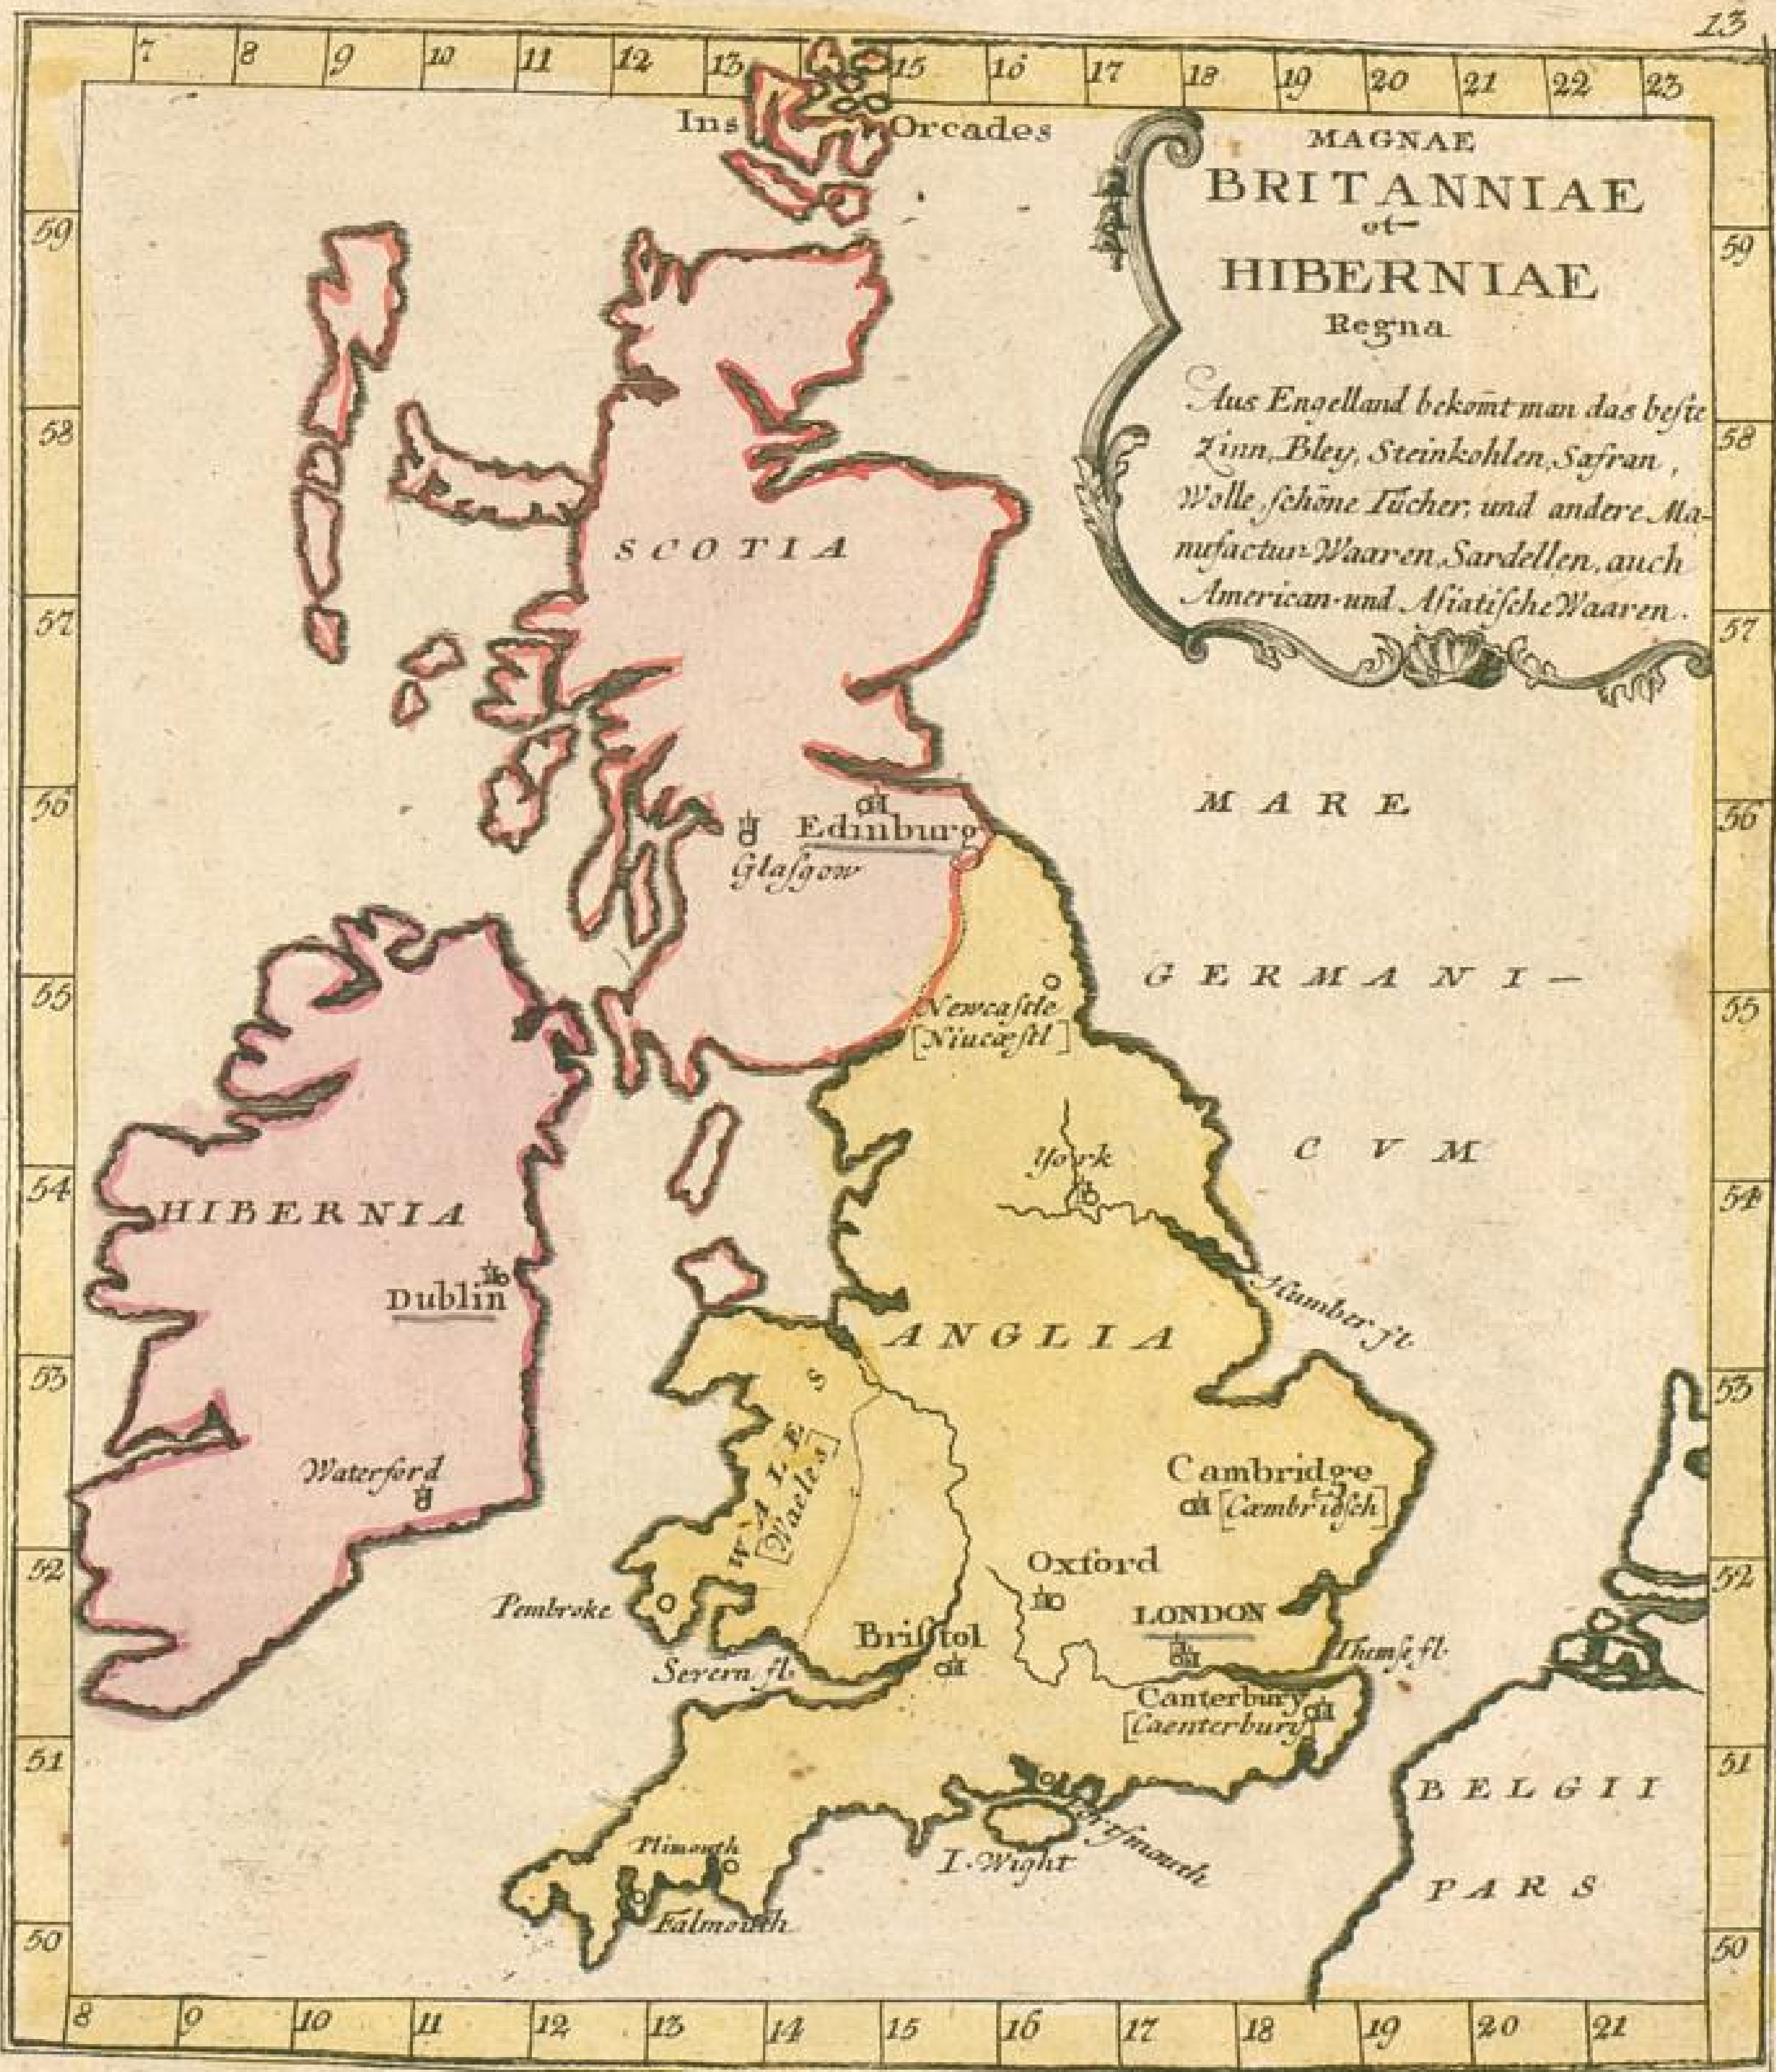 13
7 8 9 10 11 12 13 15 16 17 18 19 20 21 22 23
Ins Orcades
MAGNAE
BRITANNIAE
et
HIBERNIAE
Regna
Aus Engelland bekom̄t man das beſte
Zinn, Bley, Steinkohlen, Safran,
Wolle, ſchöne Tücher, und andere Ma-
nufactur-Waaren, Sardellen, auch
American-und Aſiatiſche Waaren.
59 59
58 58
57 57
56 56
55 55
54 54
53 53
52 52
51 51
50 50
SCOTIA
MARE
Edinburg
Glaſgow
GERMANI-
Newcaſtle
[Niucæſtl]
CVM
York
HIBERNIA
Dublin
Humber fl.
ANGLIA
WALES
[Waeles]
Waterford
Cambridge
[Cæmbridſch]
Oxford
Pembroke
LONDON
Briſtol
Themſe fl.
Severn fl.
Canterbury
[Caenterbury]
BELGII
Portſmouth
Plimouth
I. Wight
PARS
Falmouth
8 9 10 11 12 13 14 15 16 17 18 19 20 21